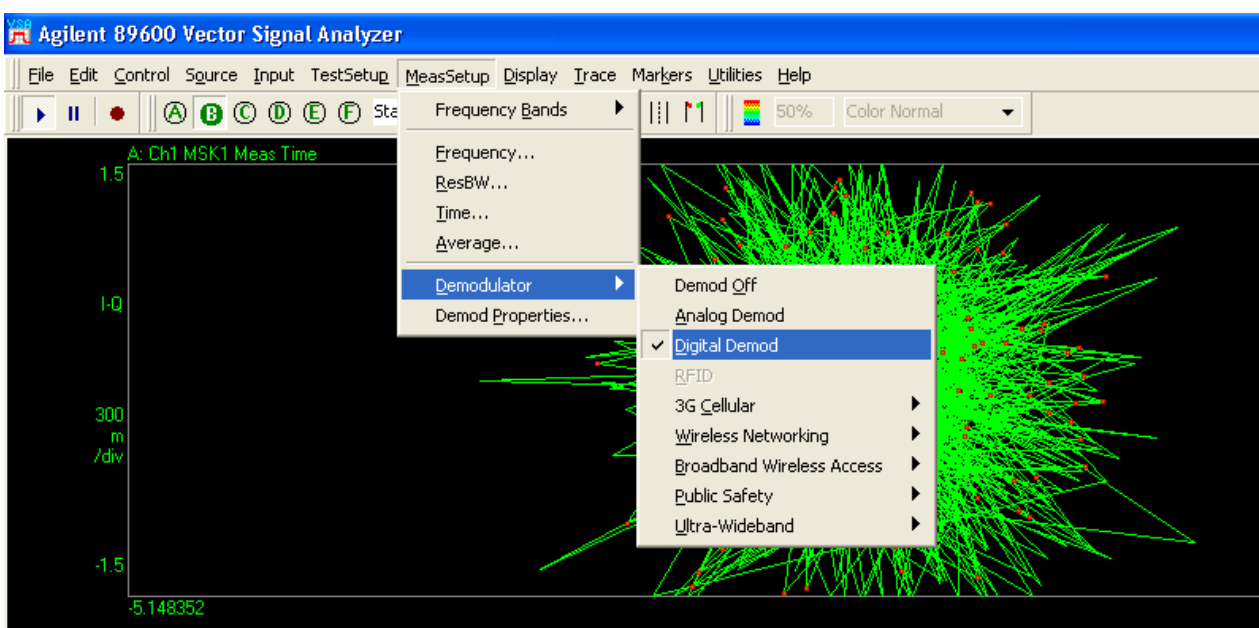 VSA Agilent 89600 Vector Signal Analyzer
File Edit Control Source Input TestSetup MeasSetup Display Trace Markers Utilities Help
A B C D E F Sta 50% Color Normal
Frequency Bands
Frequency...
ResBW...
Time...
Average...
Demodulator
Demod Properties...
Demod Off
Analog Demod
Digital Demod
RFID
3G Cellular
Wireless Networking
Broadband Wireless Access
Public Safety
Ultra-Wideband
A: Ch1 MSK1 Meas Time
1.5
I-Q
300
m
/div
-1.5
-5.148352